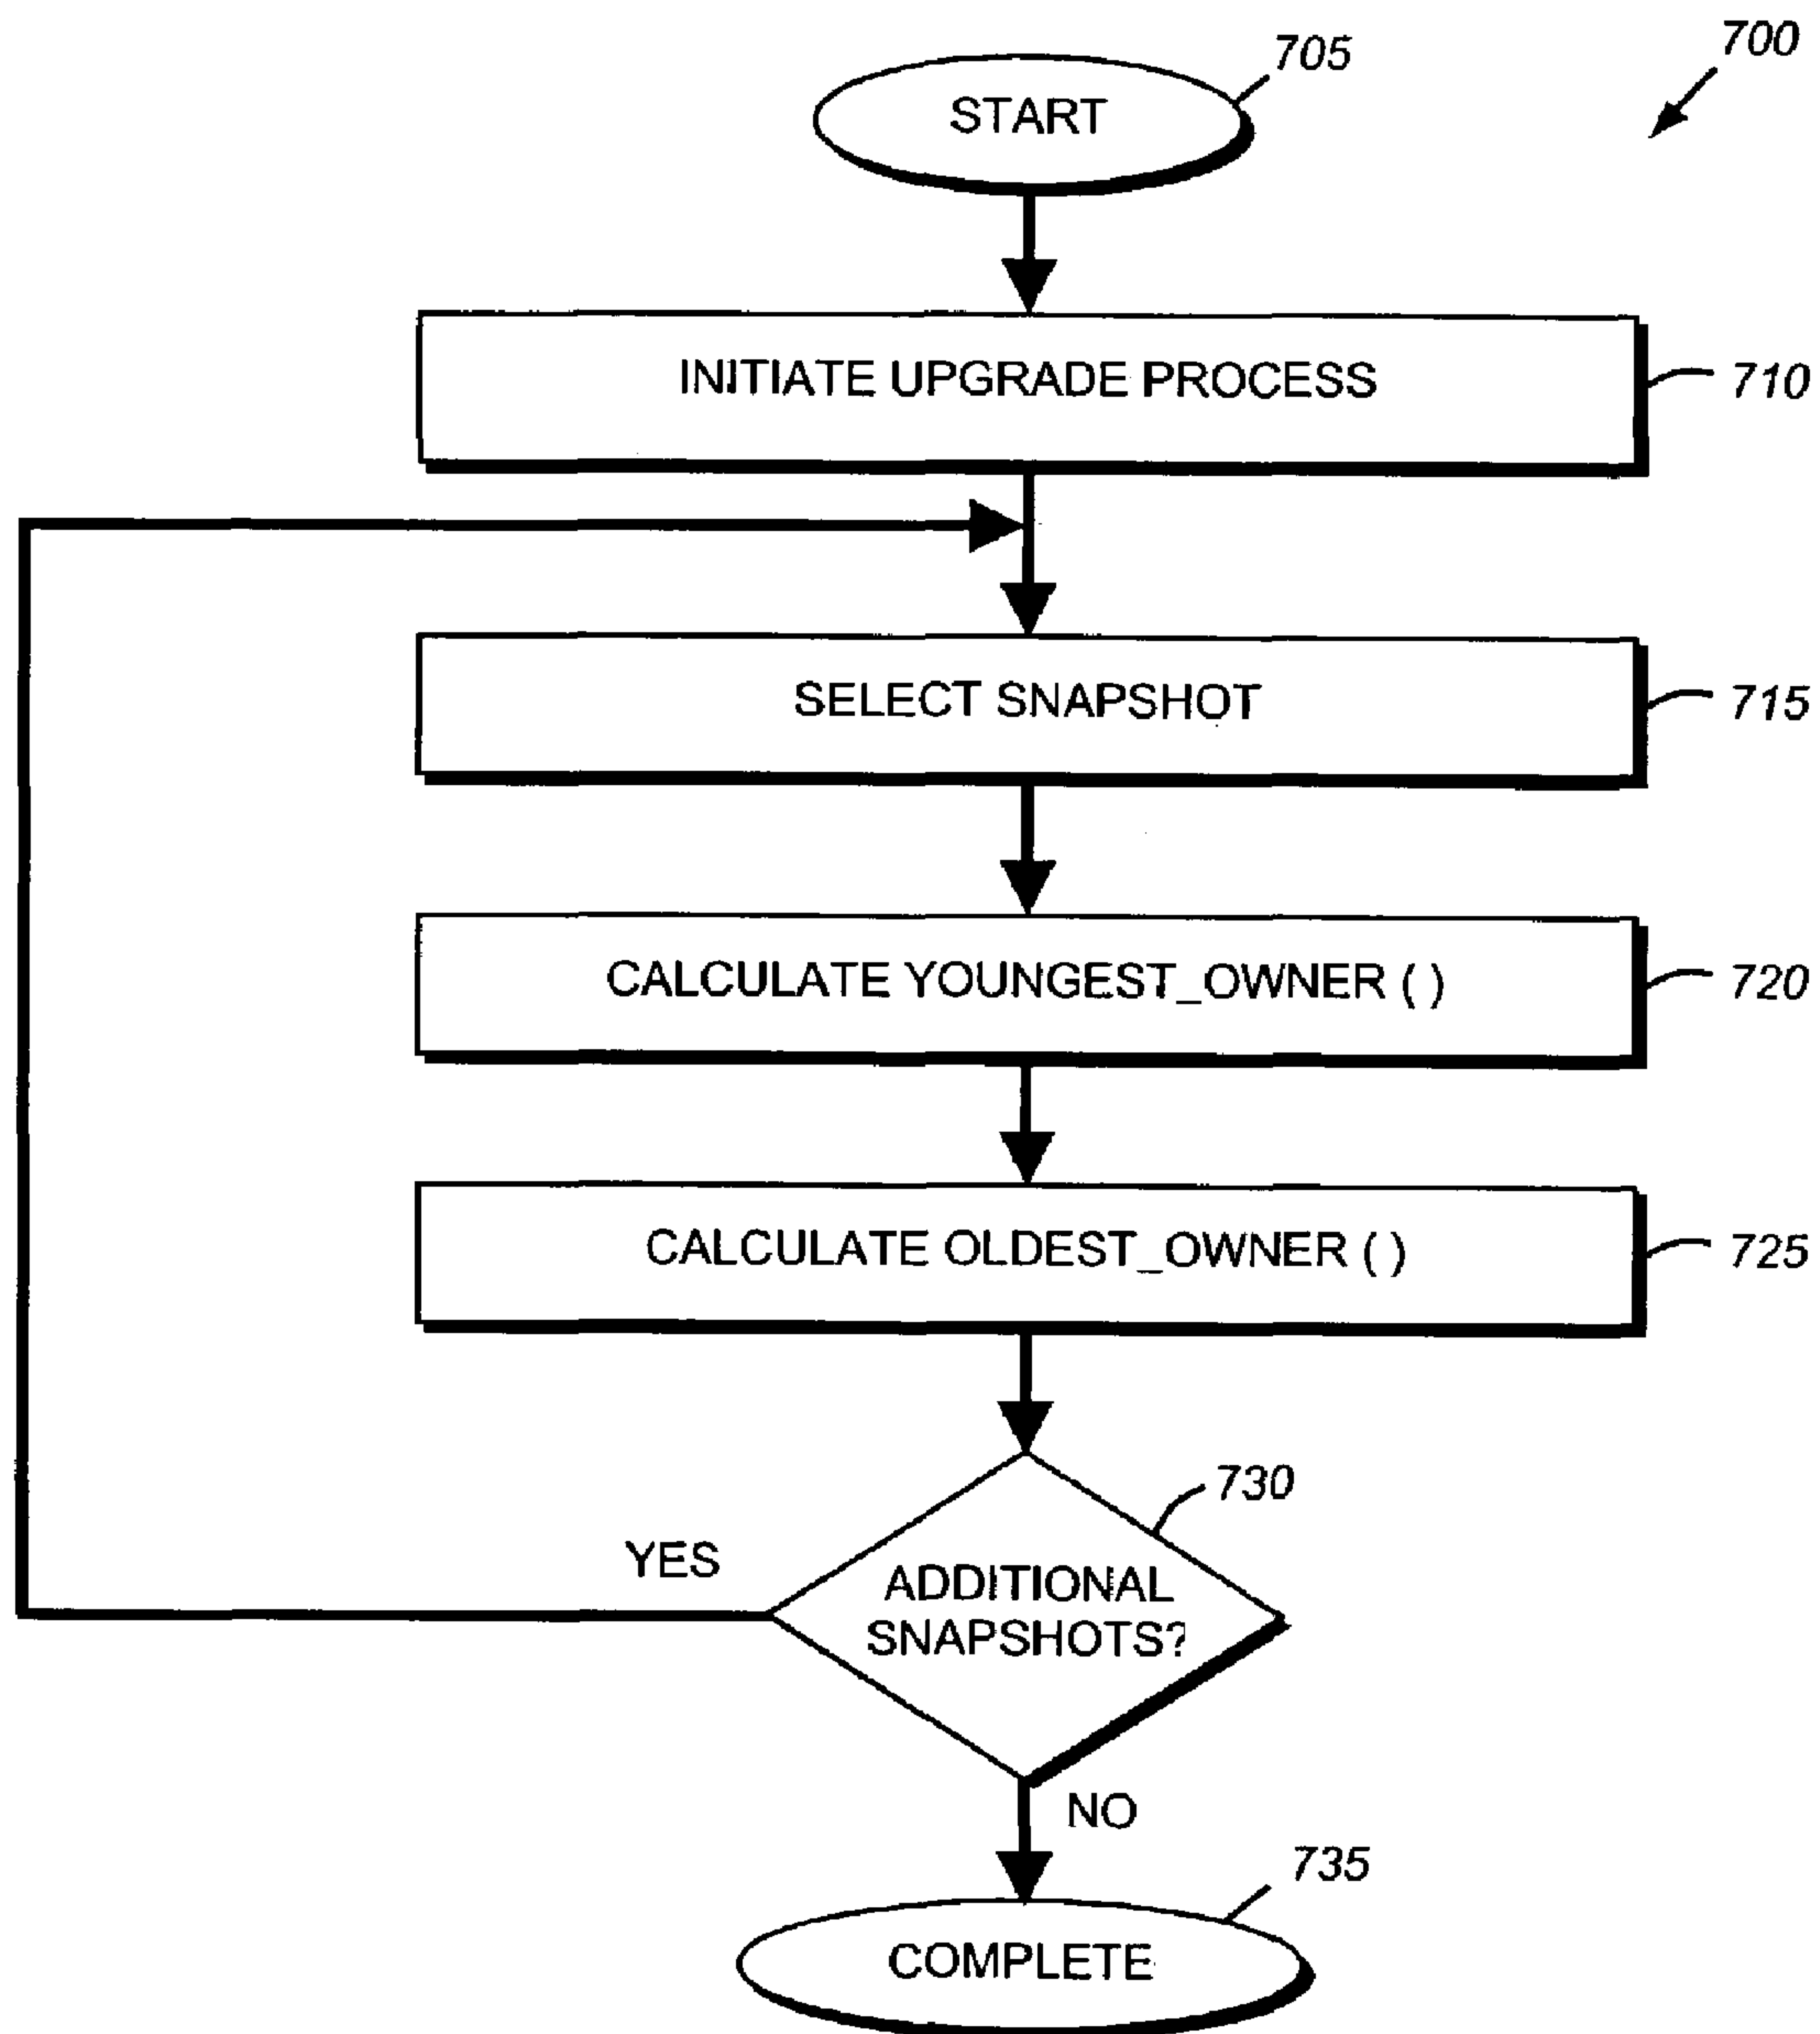 700
705
START
INITIATE UPGRADE PROCESS
710
SELECT SNAPSHOT
715
CALCULATE YOUNGEST_OWNER ( )
720
CALCULATE OLDEST_OWNER ( )
725
730
YES
ADDITIONAL
SNAPSHOTS?
NO
735
COMPLETE